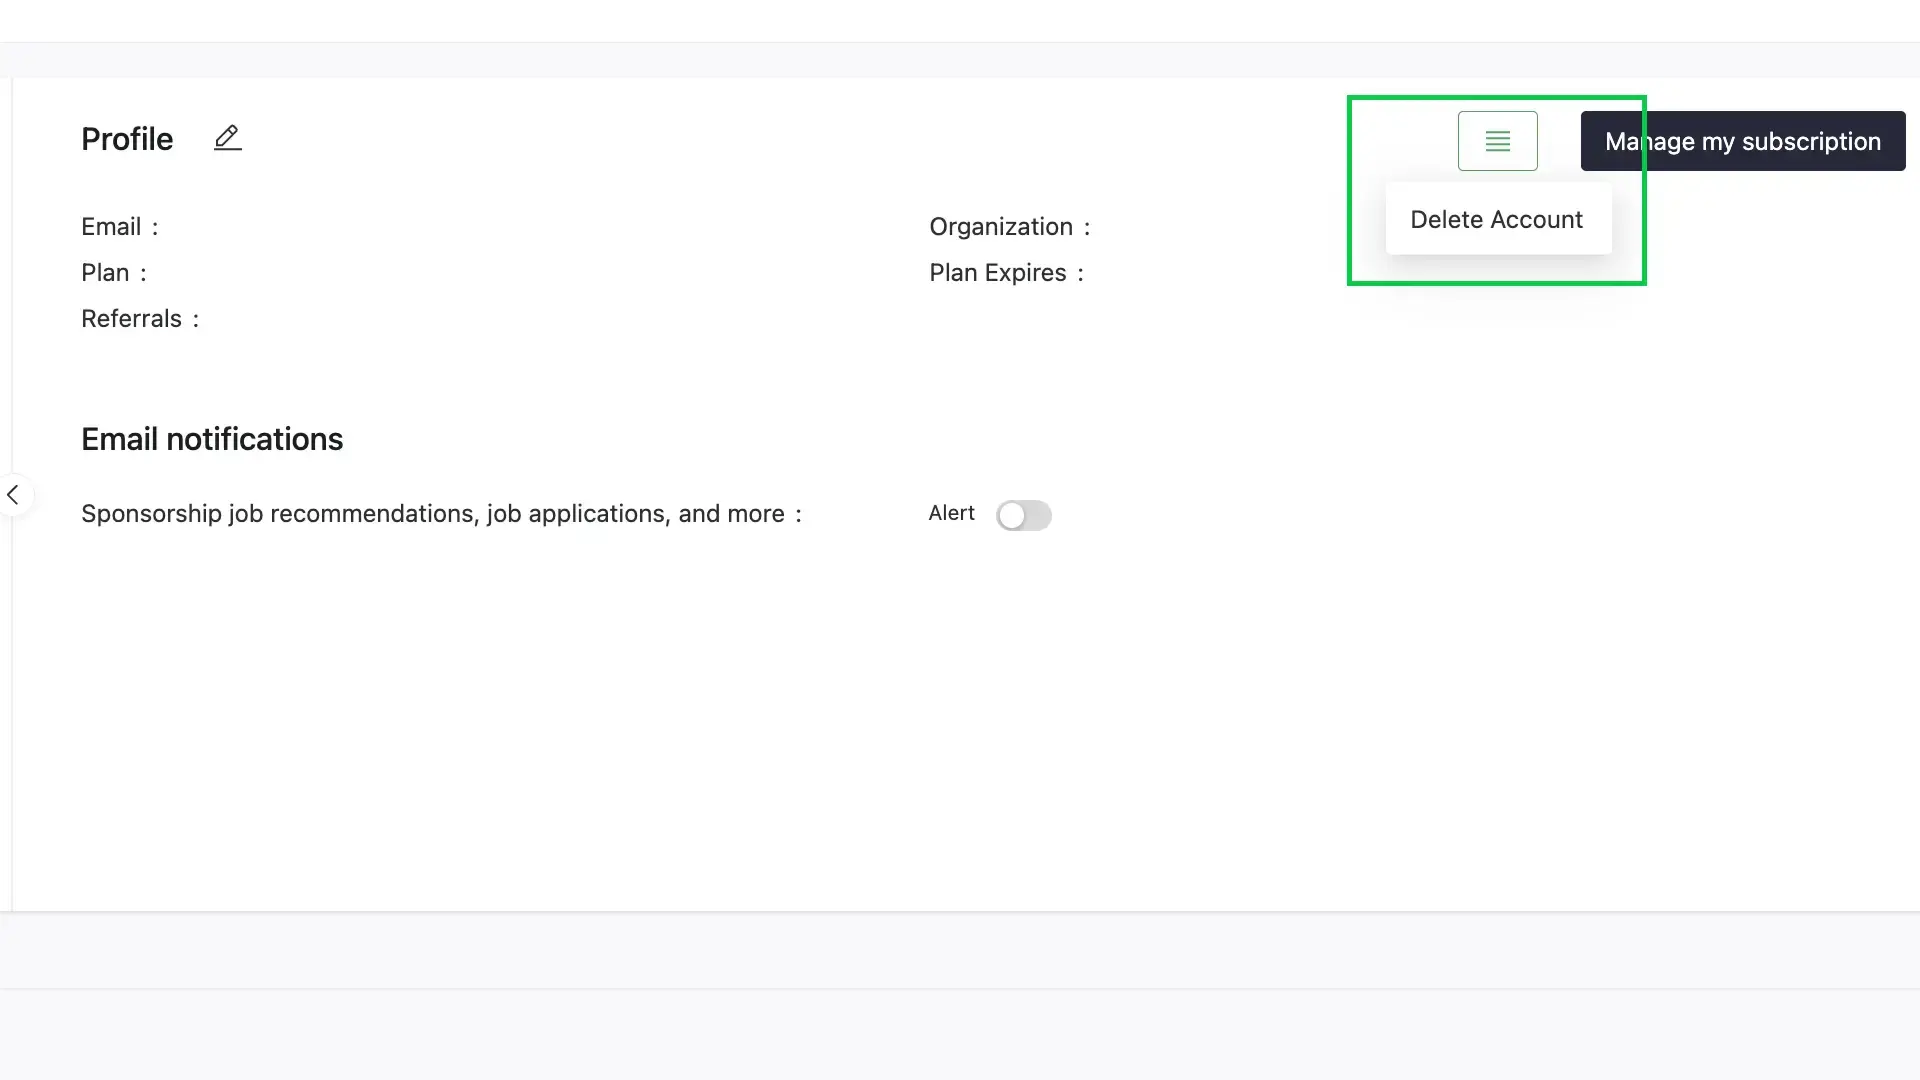 Profile
Manage my subscription
Delete Account
Email :
Organization :
Plan :
Plan Expires :
Referrals :
Email notifications
Sponsorship job recommendations, job applications, and more :
Alert